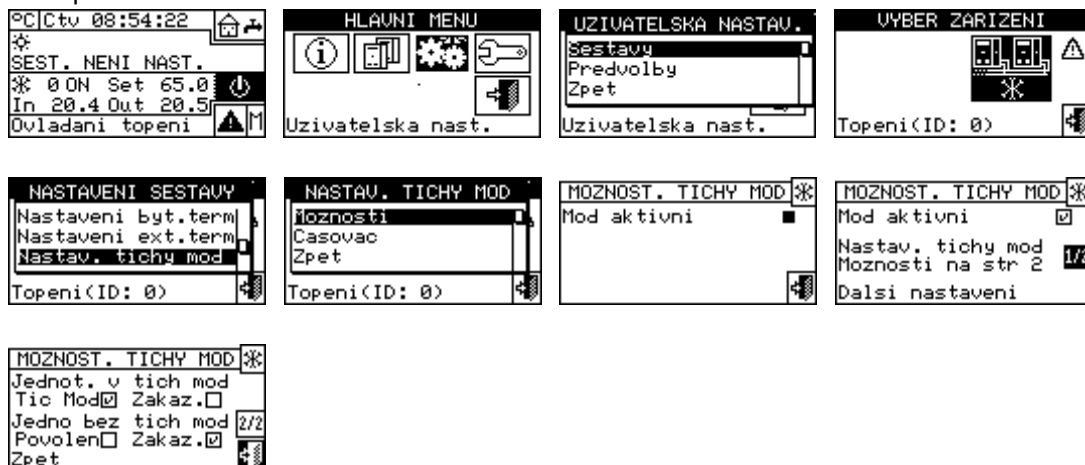 °C Ctv 08:54:22
SEST. NENI NAST.
0 ON Set 65.0
In 20.4 Out 20.5
Ovladani topeni M
HLAVNI MENU
Uzivatelska nast.
UZIVATELSKA NASTAV.
Sestavy
Predvolby
Zpet
Uzivatelska nast.
VYBER ZARIZENI
Topeni(ID: 0)
NASTAVENI SESTAVY
Nastaveni byt.term
Nastaveni ext.term
Nastav. tichy mod
Topeni(ID: 0)
NASTAV. TICHY MOD
Moznosti
Casovac
Zpet
Topeni(ID: 0)
MOZNOST. TICHY MOD
Mod aktivni
MOZNOST. TICHY MOD
Mod aktivni
Nastav. tichy mod
Moznosti na str 2
1/2
Dalsi nastaveni
MOZNOST. TICHY MOD
Jednot. v tich mod
Tic Mod Zakaz.
Jedno bez tich mod 2/2
Povolen Zakaz.
Zpet